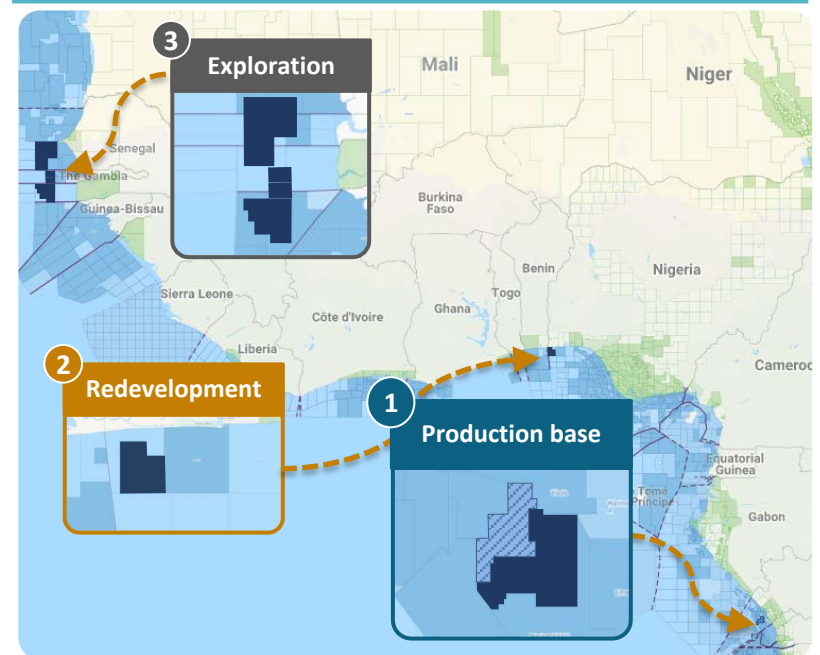 3
Exploration
Mali
Niger
Senegal
The Gambia
Guinea-Bissau
Burkina
Faso
Benin
Nigeria
Togo
Sierra Leone
Ghana
Côte d'Ivoire
Liberia
2
Redevelopment
1
Production base
Cameroo
Equatorial
Guinea
Tomé
Príncipe
Gabon